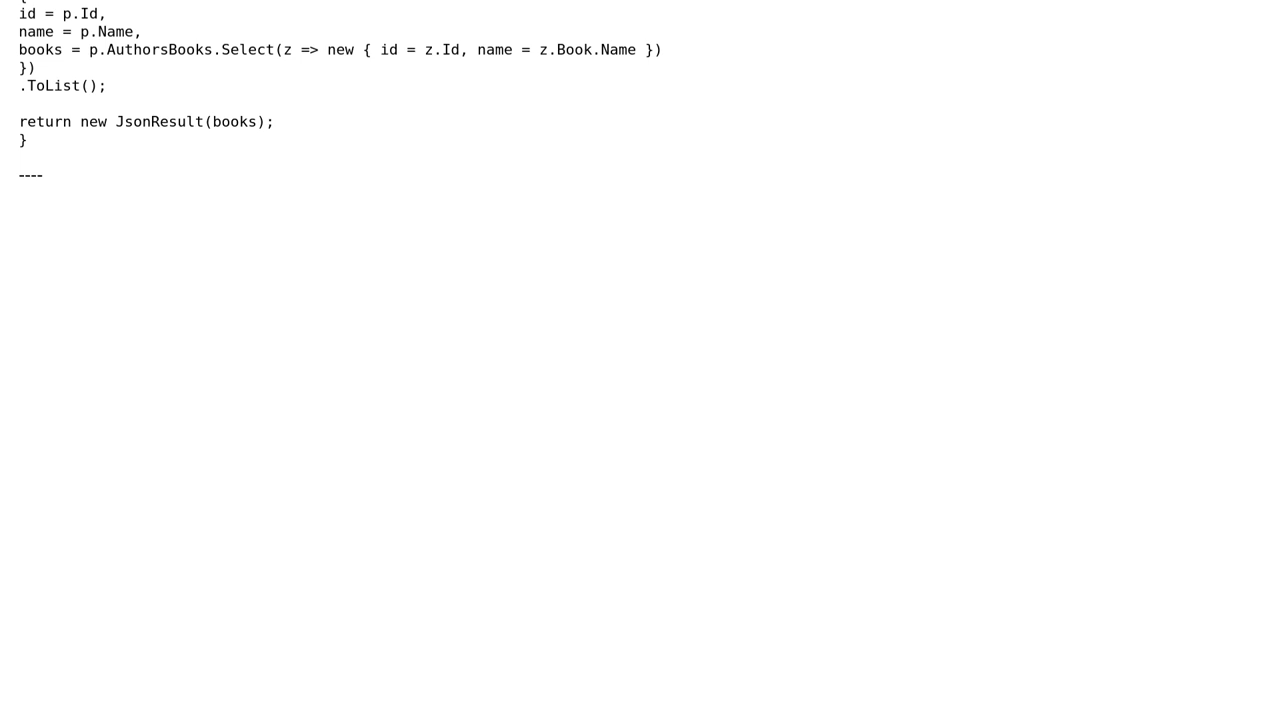 id = p.Id,
name = p.Name,
books = p.AuthorsBooks.Select(z => new { id = z.Id, name = z.Book.Name })
})
.ToList();
return new JsonResult(books);
}
----